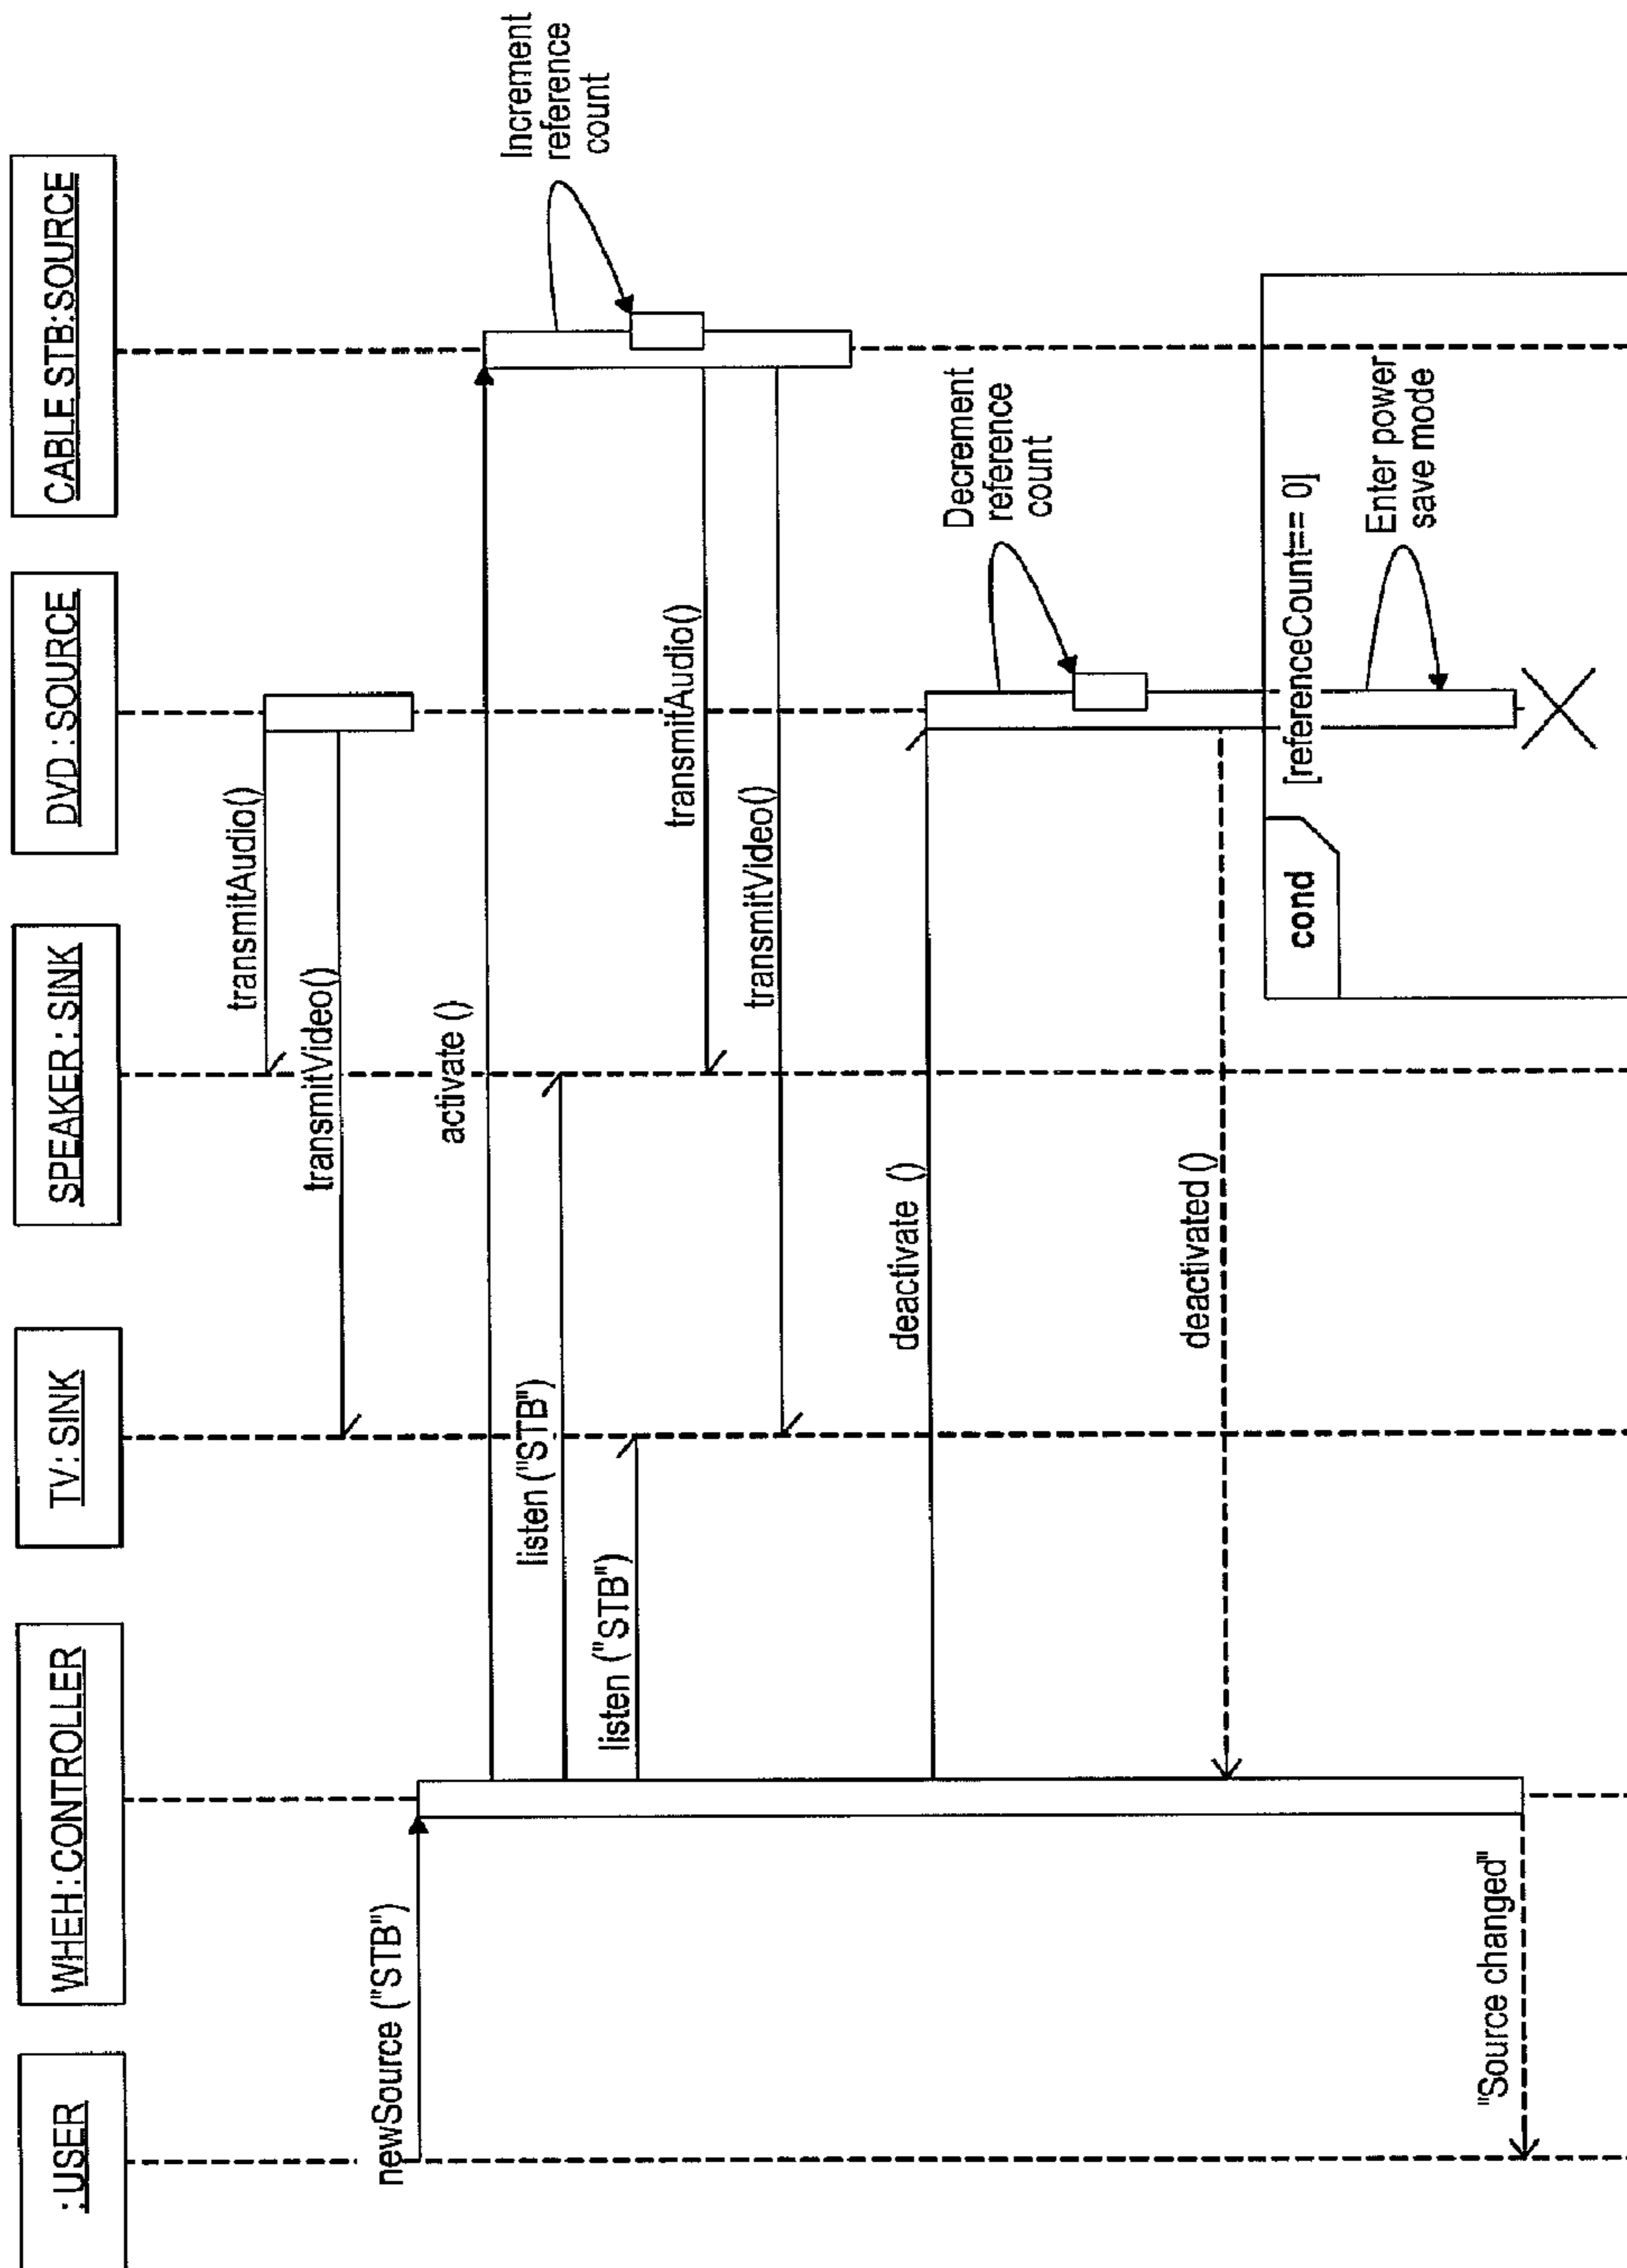 :USER
WHEH:CONTROLLER
TV:SINK
SPEAKER:SINK
DVD:SOURCE
CABLE STB:SOURCE
transmitAudio()
transmitVideo()
newSource ("STB")
activate ()
listen ("STB")
Increment
reference
count
listen ("STB")
transmitAudio()
transmitVideo()
deactivate ()
Decrement
reference
count
deactivated ()
cond
[referenceCount== 0]
Enter power
save mode
"Source changed"